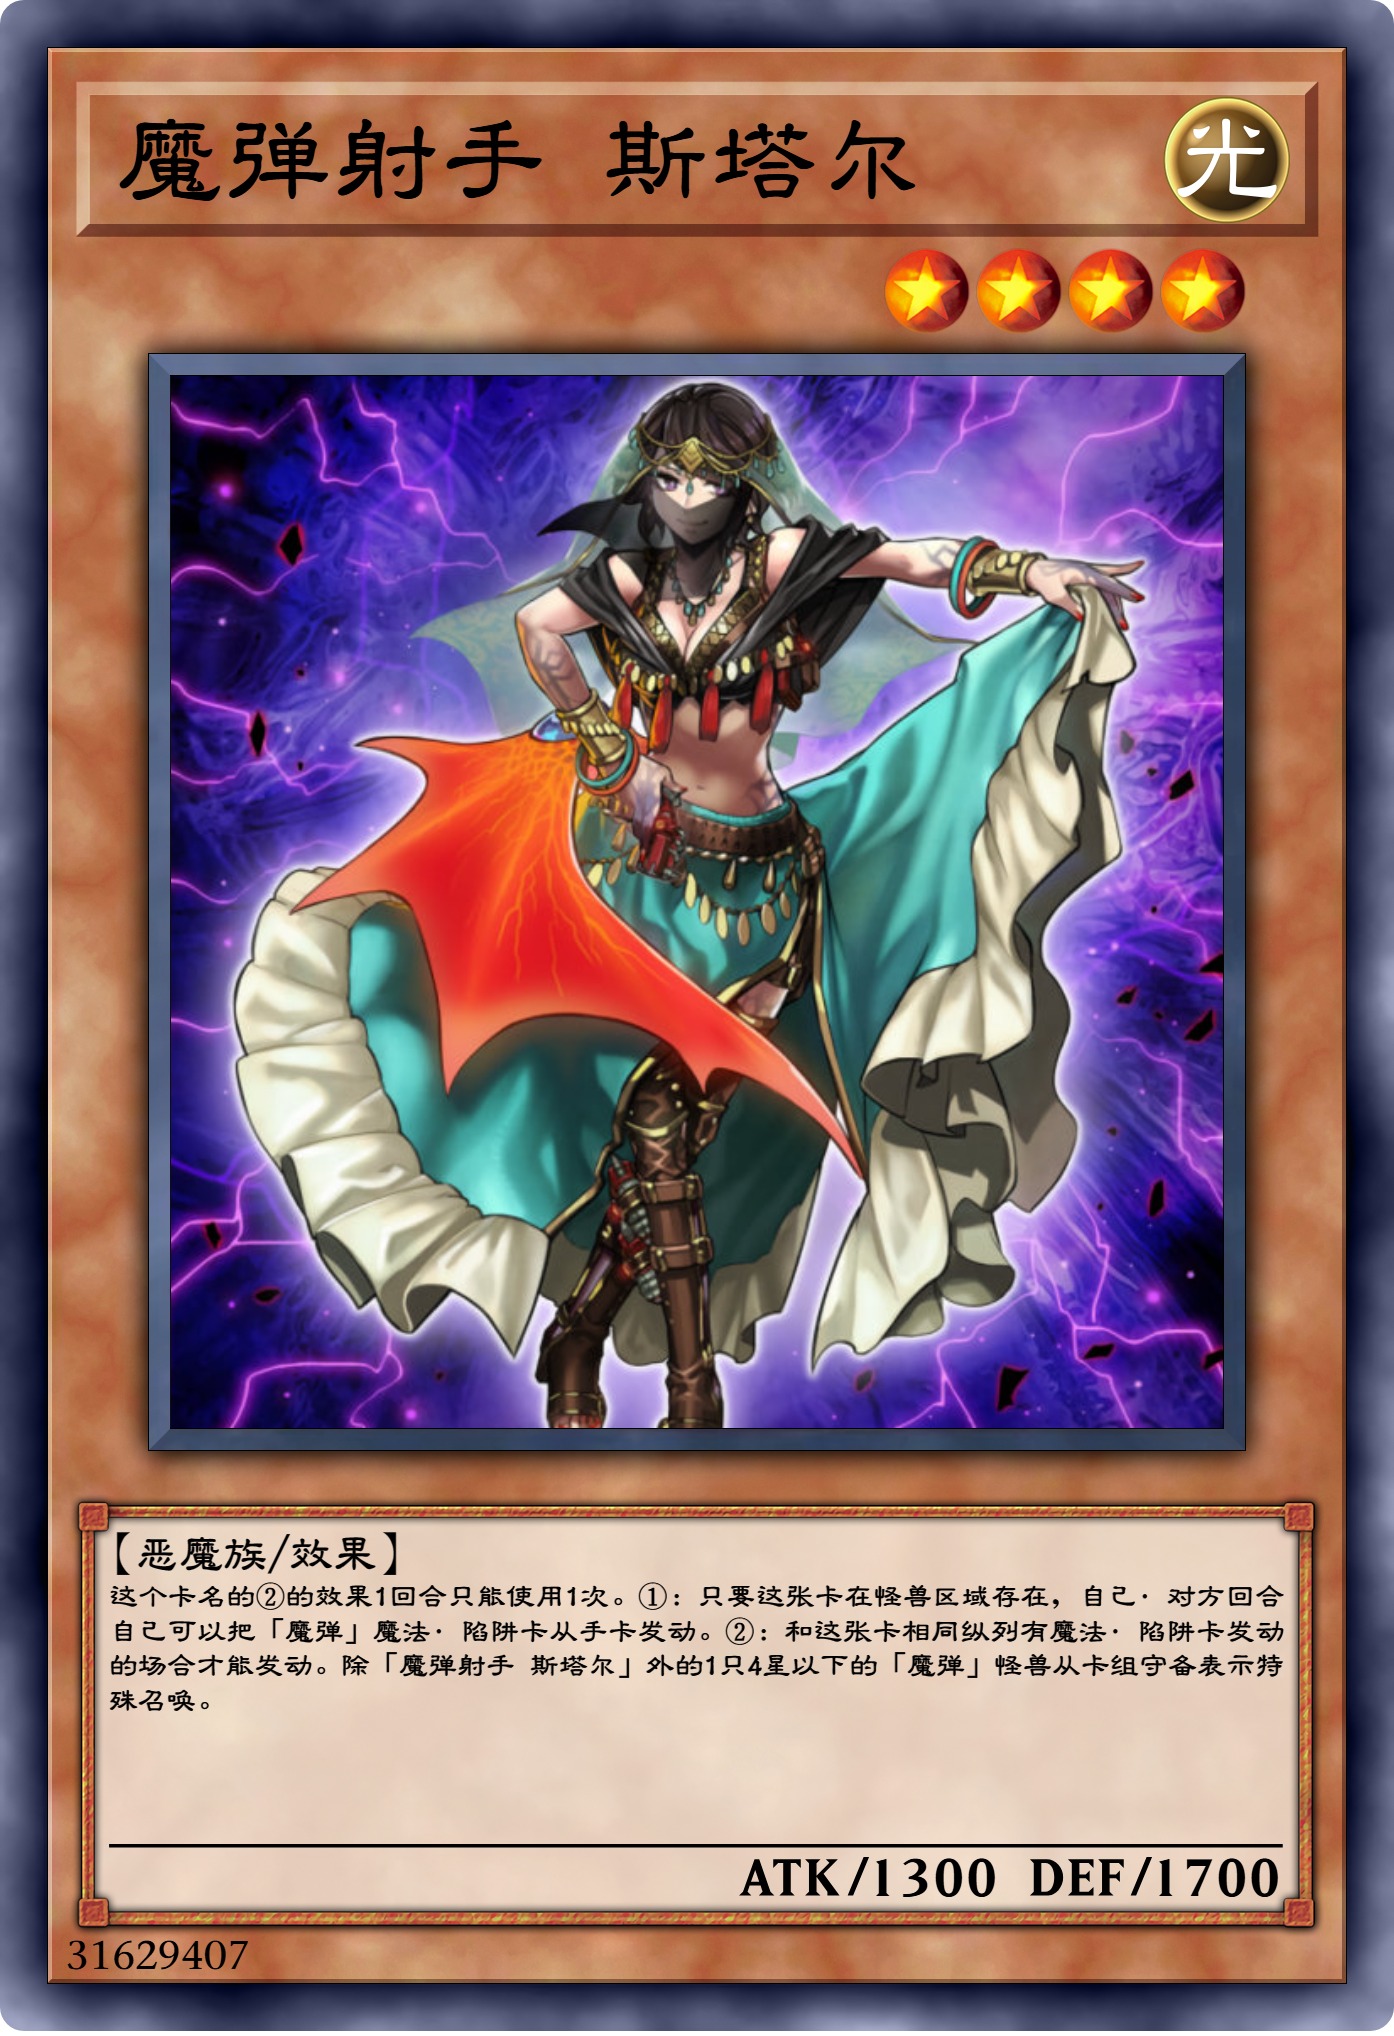 魔弹射手 斯塔尔
光
【恶魔族/效果】
这个卡名的②的效果1回合只能使用1次。①：只要这张卡在怪兽区域存在，自己·对方回合
自己可以把「魔弹」魔法·陷阱卡从手卡发动。②：和这张卡相同纵列有魔法·陷阱卡发动
的场合才能发动。除「魔弹射手 斯塔尔」外的1只4星以下的「魔弹」怪兽从卡组守备表示特
殊召唤。
ATK/1300 DEF/1700
31629407